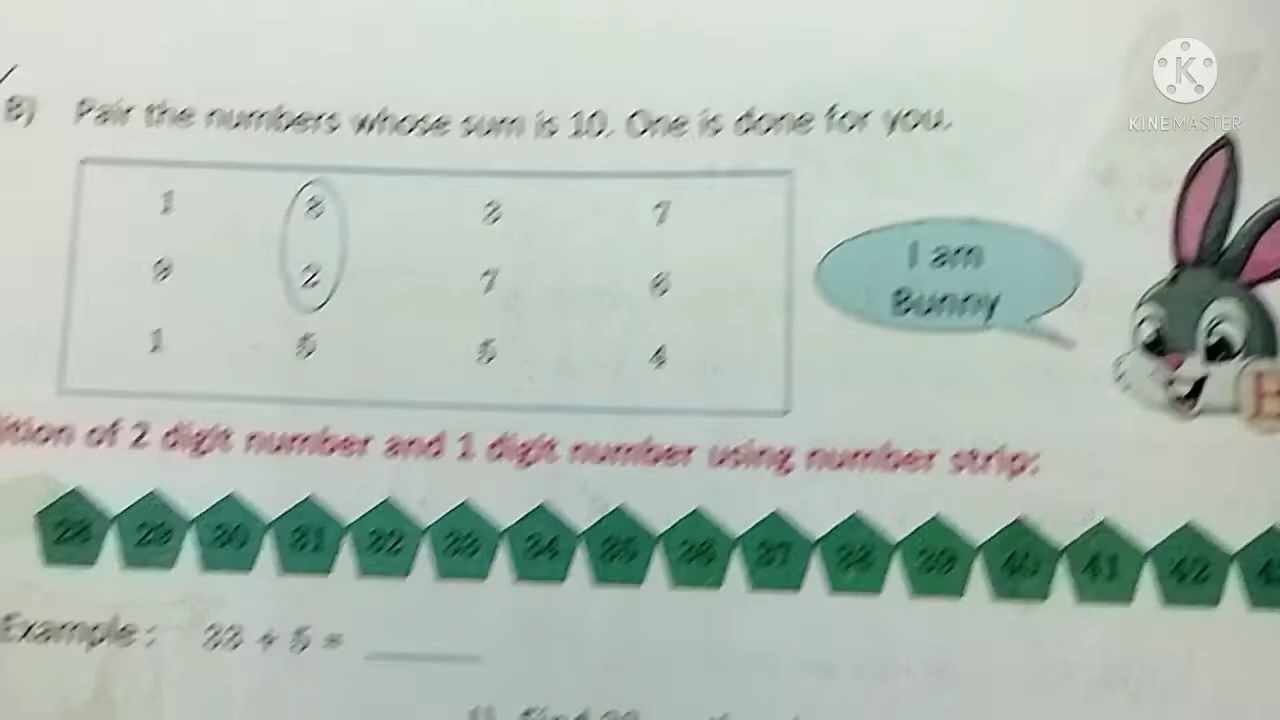 KINEMASTER
8) Pair the numbers whose sum is 10. One is done for you.
1 8 3 7
9 2 7 6
1 5 5 4
I am
Bunny
ition of 2 digit number and 1 digit number using number strip:
28 29 30 31 32 33 34 35 36 37 38 39 40 41 42
Example: 33 + 5 = ______